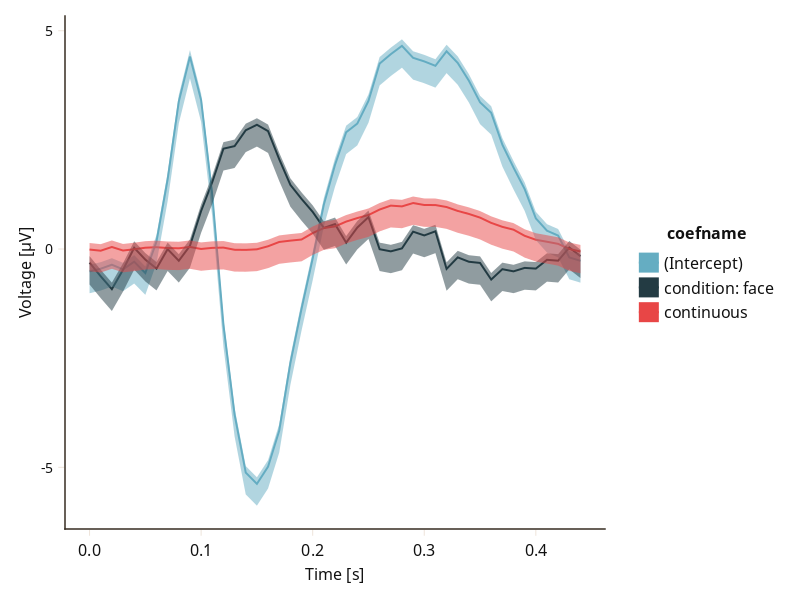 5
0
-5
Voltage [µV]
0.0
0.1
0.2
0.3
0.4
Time [s]
coefname
(Intercept)
condition: face
continuous